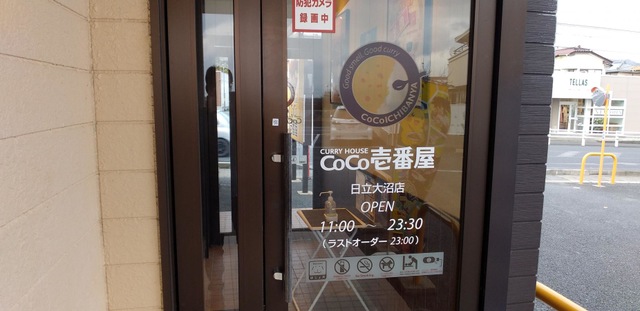 防犯カメラ
録画中
Good smell Good curry
CoCoICHIBANYA
TELLAS
CURRY HOUSE
CoCo壱番屋
日立大沼店
OPEN
11:00 23:30
(ラストオーダー 23:00)